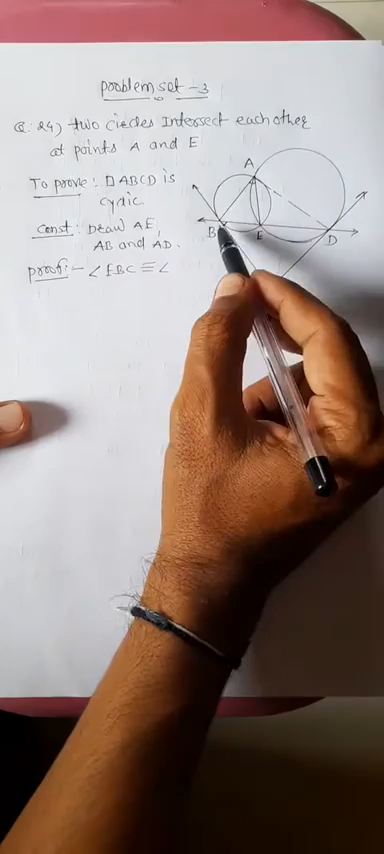 problem set - 3
Q. 24) two circles Intersect each other
at points A and E
To prove : □ ABCD is
cyclic.
Const : Draw AE,
AB and AD.
proof :- ∠ EBC ≅ ∠
A
B
E
D